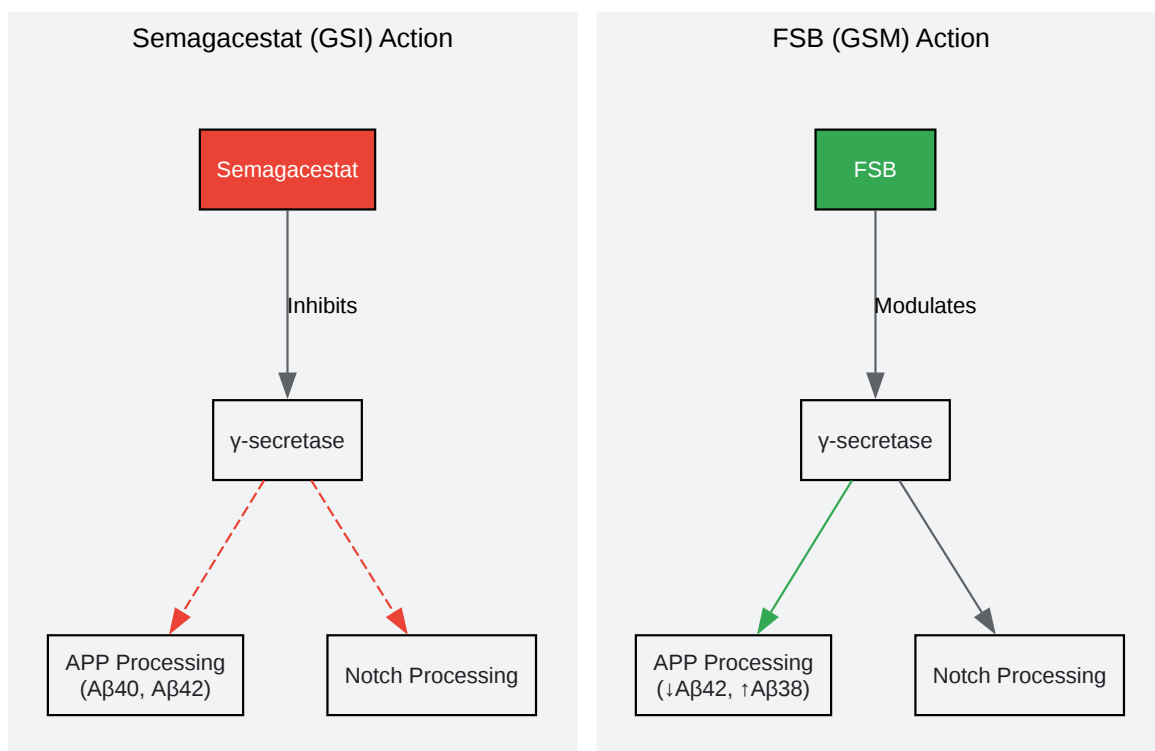 Semagacestat (GSI) Action
Semagacestat
Inhibits
γ-secretase
APP Processing
(Aβ40, Aβ42)
Notch Processing
FSB (GSM) Action
FSB
Modulates
γ-secretase
APP Processing
(↓Aβ42, ↑Aβ38)
Notch Processing